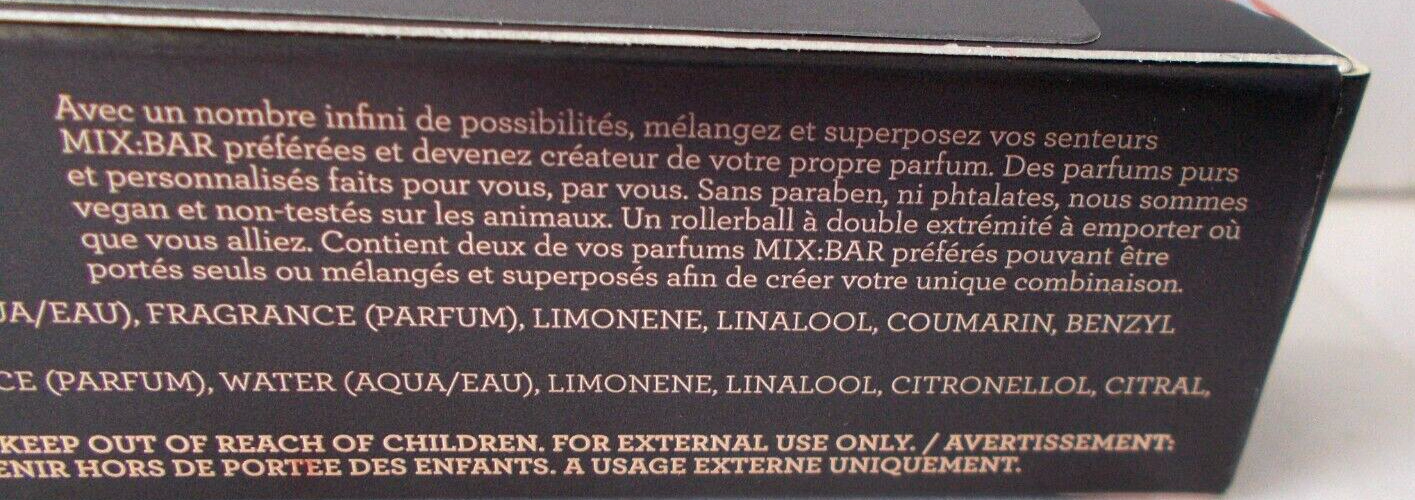 Avec un nombre infini de possibilités, mélangez et superposez vos senteurs
MIX:BAR préférées et devenez créateur de votre propre parfum. Des parfums purs
et personnalisés faits pour vous, par vous. Sans paraben, ni phtalates, nous sommes
vegan et non-testés sur les animaux. Un rollerball à double extrémité à emporter où
que vous alliez. Contient deux de vos parfums MIX:BAR préférés pouvant être
portés seuls ou mélangés et superposés afin de créer votre unique combinaison.
UA/EAU), FRAGRANCE (PARFUM), LIMONENE, LINALOOL, COUMARIN, BENZYL
CE (PARFUM), WATER (AQUA/EAU), LIMONENE, LINALOOL, CITRONELLOL, CITRAL,
KEEP OUT OF REACH OF CHILDREN. FOR EXTERNAL USE ONLY. / AVERTISSEMENT:
ENIR HORS DE PORTEE DES ENFANTS. A USAGE EXTERNE UNIQUEMENT.